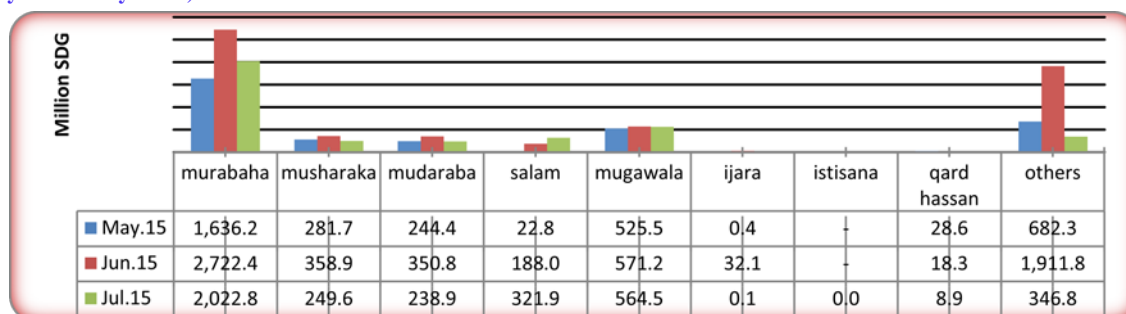 Million SDG
murabaha musharaka mudaraba salam mugawala ijara istisana qard hassan others
May.15 1,636.2 281.7 244.4 22.8 525.5 0.4 - 28.6 682.3
Jun.15 2,722.4 358.9 350.8 188.0 571.2 32.1 - 18.3 1,911.8
Jul.15 2,022.8 249.6 238.9 321.9 564.5 0.1 0.0 8.9 346.8